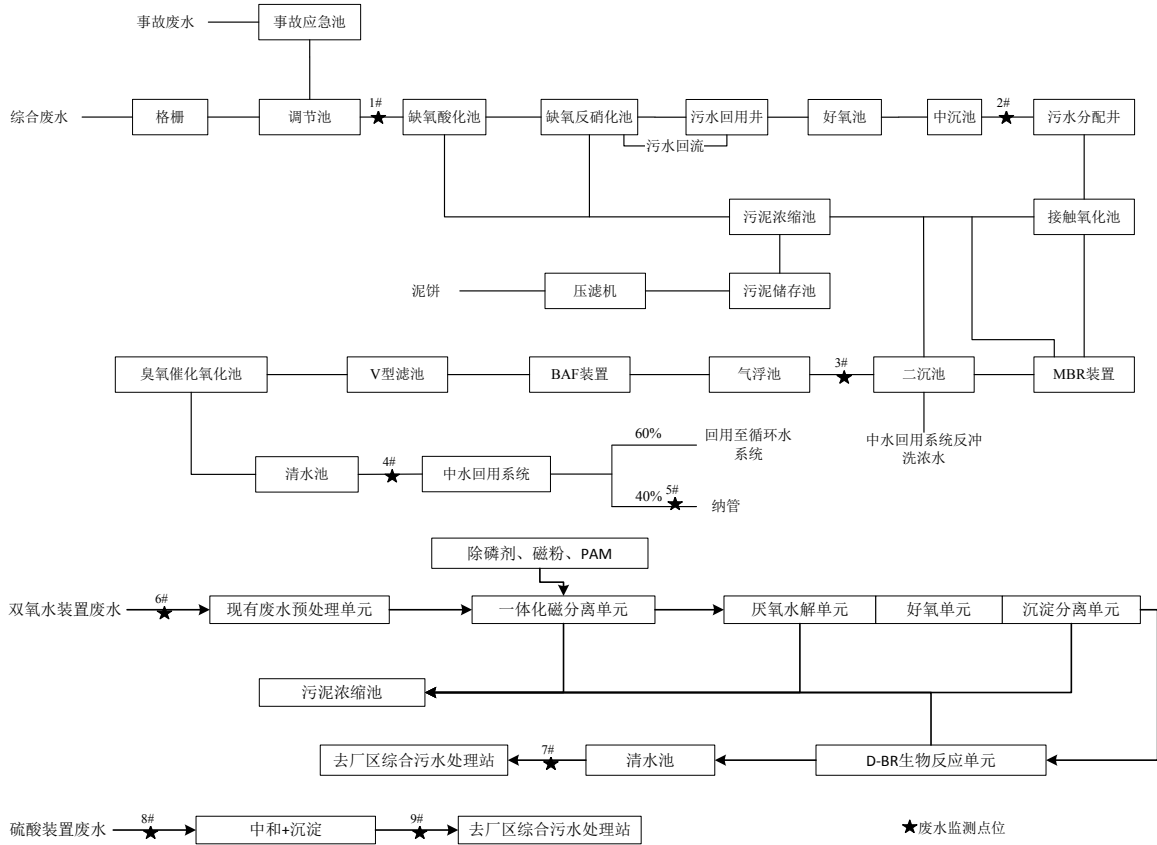 事故废水
事故应急池
综合废水
格栅
调节池
1#
缺氧酸化池
缺氧反硝化池
污水回用井
好氧池
中沉池
2#
污水分配井
污水回流
污泥浓缩池
接触氧化池
泥饼
压滤机
污泥储存池
臭氧催化氧化池
V型滤池
BAF装置
气浮池
3#
二沉池
MBR装置
中水回用系统反冲
洗浓水
清水池
4#
中水回用系统
60%
回用至循环水
系统
40%
5#
纳管
除磷剂、磁粉、PAM
双氧水装置废水
6#
现有废水预处理单元
一体化磁分离单元
厌氧水解单元
好氧单元
沉淀分离单元
污泥浓缩池
去厂区综合污水处理站
7#
清水池
D-BR生物反应单元
硫酸装置废水
8#
中和+沉淀
9#
去厂区综合污水处理站
废水监测点位